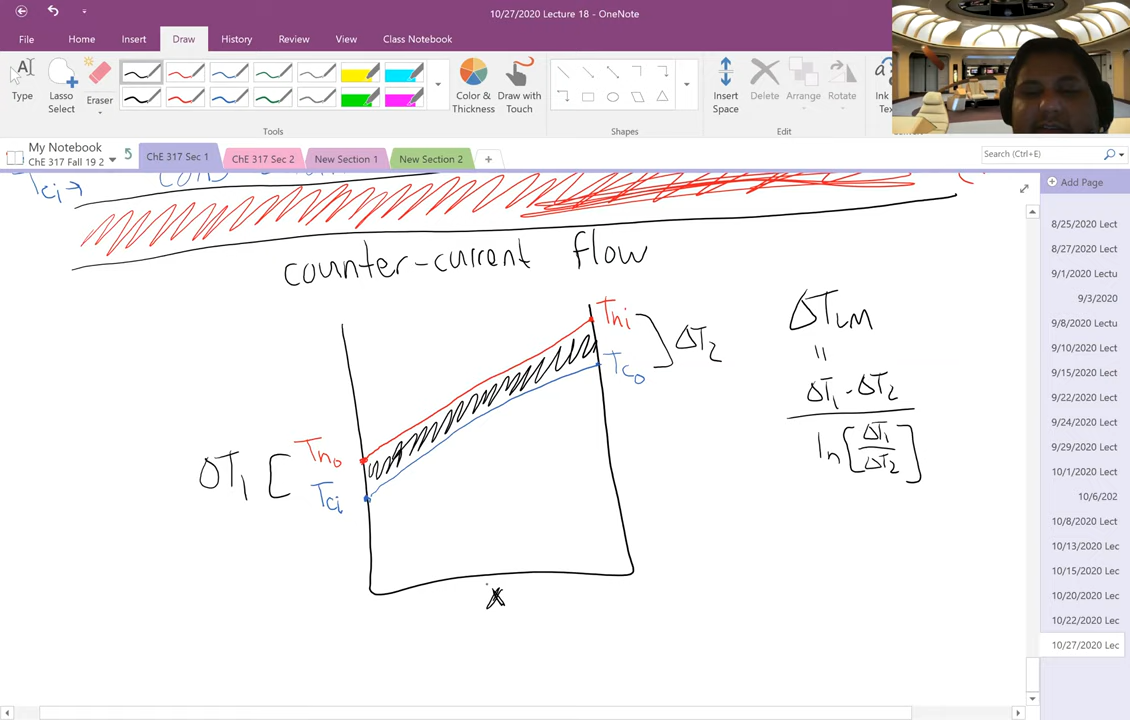 10/27/2020 Lecture 18 - OneNote
File Home Insert Draw History Review View Class Notebook
Type
Lasso Select
Eraser
Color & Thickness
Draw with Touch
Insert Space
Delete
Arrange
Rotate
Ink
Tex
Tools
Shapes
Edit
My Notebook
ChE 317 Fall 19 2
ChE 317 Sec 1
ChE 317 Sec 2
New Section 1
New Section 2
Search (Ctrl+E)
Add Page
8/25/2020 Lect
8/27/2020 Lect
9/1/2020 Lectu
9/3/2020
9/8/2020 Lectu
9/10/2020 Lect
9/15/2020 Lect
9/22/2020 Lect
9/24/2020 Lect
9/29/2020 Lect
10/1/2020 Lect
10/6/202
10/8/2020 Lect
10/13/2020 Lec
10/15/2020 Lec
10/20/2020 Lec
10/22/2020 Lec
10/27/2020 Lec
Tci →
counter-current flow
Thi
Tco
ΔT2
Tho
Tci
ΔT1
x
ΔTLM
=
ΔT1 - ΔT2
ln[ΔT1/ΔT2]